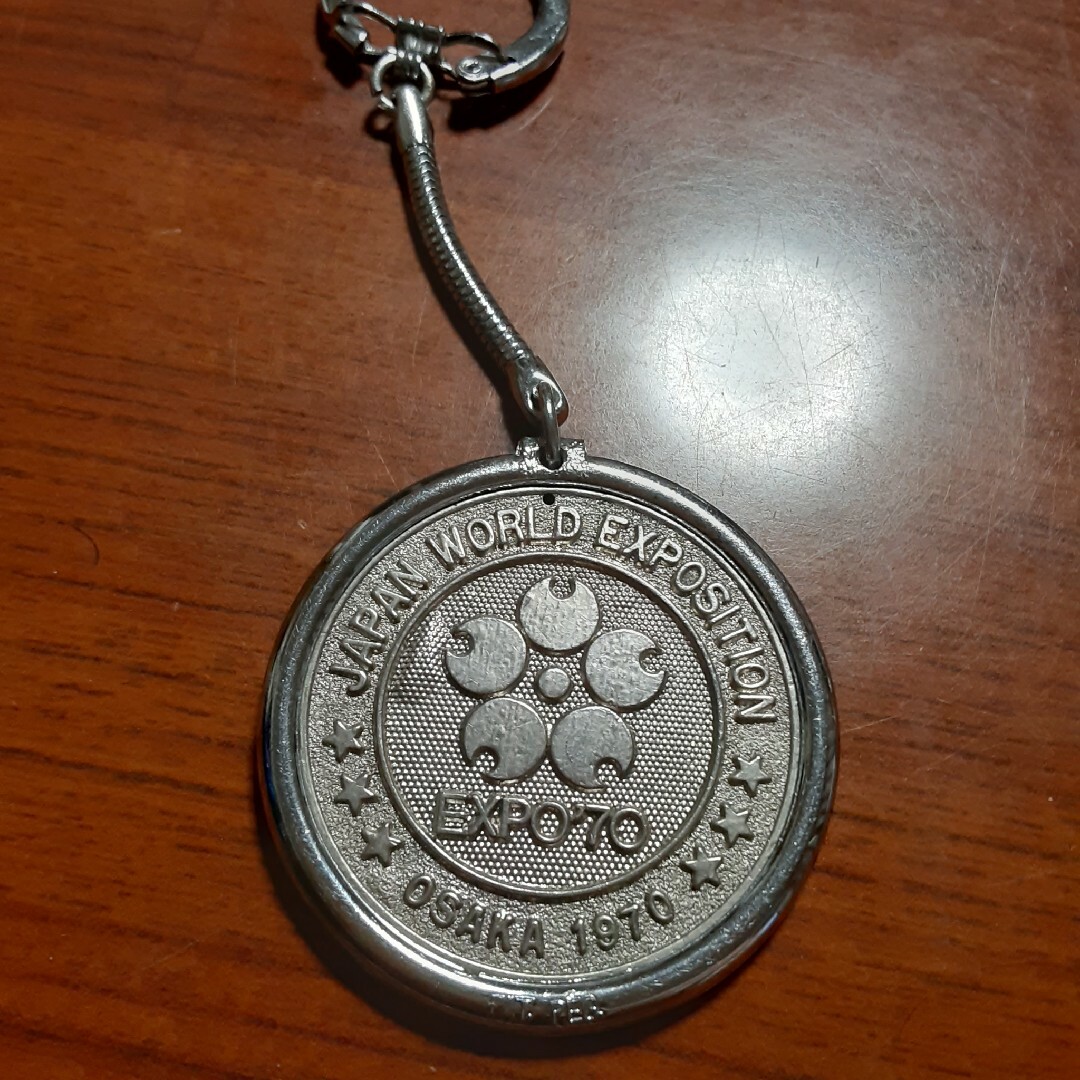 JAPAN WORLD EXPOSITION
EXPO'70
OSAKA 1970